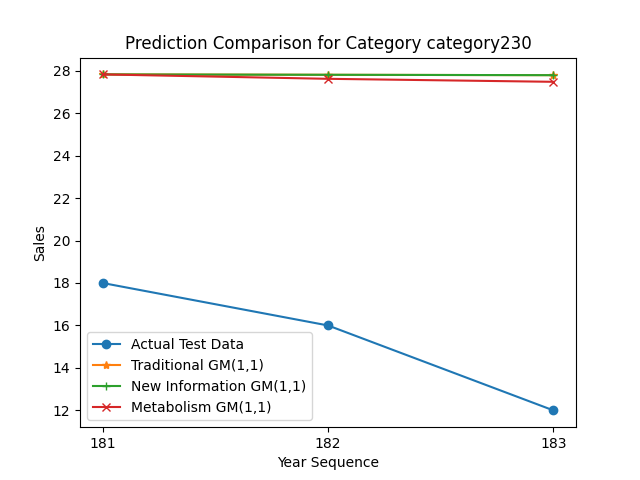 Prediction Comparison for Category category230
28
26
24
22
20
18
16
14
12
Sales
Actual Test Data
Traditional GM(1,1)
New Information GM(1,1)
Metabolism GM(1,1)
181
182
183
Year Sequence